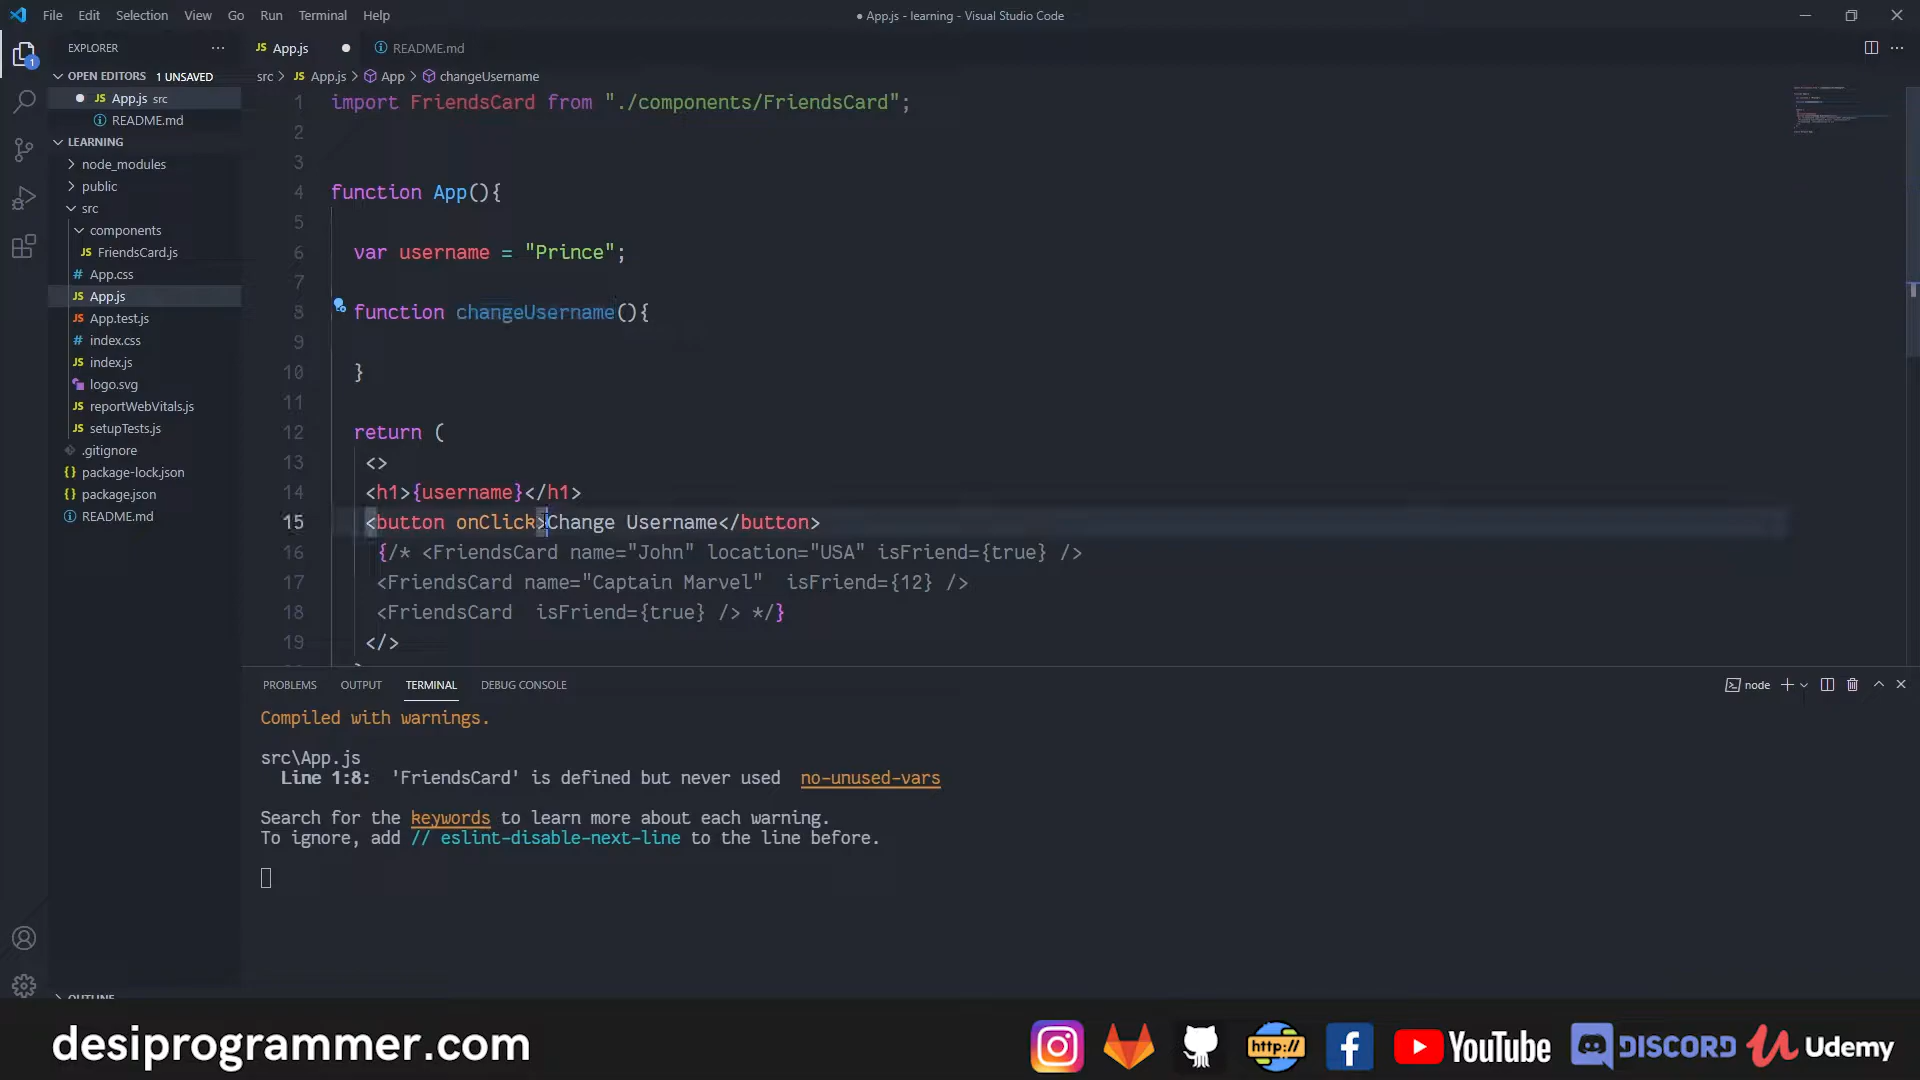 File Edit Selection View Go Run Terminal Help
● App.js - learning - Visual Studio Code
EXPLORER
App.js
README.md
OPEN EDITORS 1 UNSAVED
src > App.js > App > changeUsername
App.js src
README.md
LEARNING
node_modules
public
src
components
FriendsCard.js
App.css
App.js
App.test.js
index.css
index.js
logo.svg
reportWebVitals.js
setupTests.js
.gitignore
package-lock.json
package.json
README.md
OUTLINE
1 import FriendsCard from "./components/FriendsCard";
2
3
4 function App(){
5
6 var username = "Prince";
7
8 function changeUsername(){
9
10 }
11
12 return (
13 <>
14 <h1>{username}</h1>
15 <button onClick>Change Username</button>
16 {/* <FriendsCard name="John" location="USA" isFriend={true} />
17 <FriendsCard name="Captain Marvel"  isFriend={12} />
18 <FriendsCard  isFriend={true} /> */}
19 </>
PROBLEMS OUTPUT TERMINAL DEBUG CONSOLE
node
Compiled with warnings.
src\App.js
Line 1:8: 'FriendsCard' is defined but never used no-unused-vars
Search for the keywords to learn more about each warning.
To ignore, add // eslint-disable-next-line to the line before.
desiprogrammer.com
http://
YouTube
DISCORD
Udemy